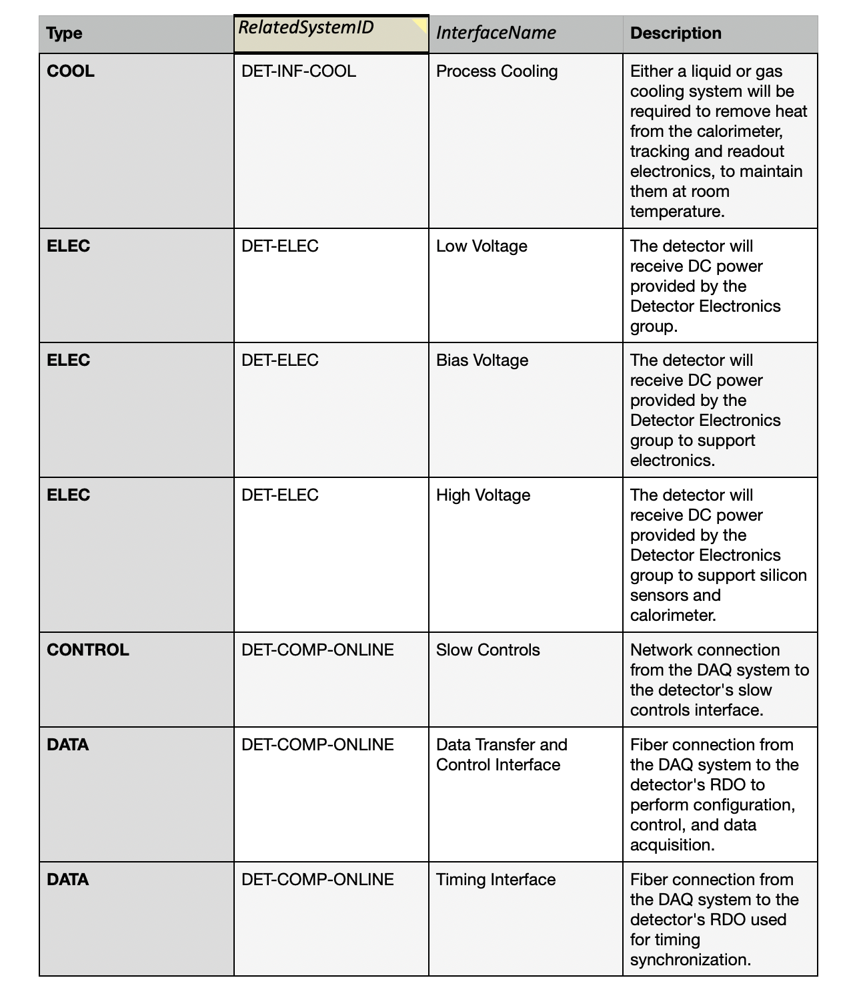 Type RelatedSystemID InterfaceName Description
COOL DET-INF-COOL Process Cooling Either a liquid or gas
cooling system will be
required to remove heat
from the calorimeter,
tracking and readout
electronics, to maintain
them at room
temperature.
ELEC DET-ELEC Low Voltage The detector will
receive DC power
provided by the
Detector Electronics
group.
ELEC DET-ELEC Bias Voltage The detector will
receive DC power
provided by the
Detector Electronics
group to support
electronics.
ELEC DET-ELEC High Voltage The detector will
receive DC power
provided by the
Detector Electronics
group to support silicon
sensors and
calorimeter.
CONTROL DET-COMP-ONLINE Slow Controls Network connection
from the DAQ system to
the detector's slow
controls interface.
DATA DET-COMP-ONLINE Data Transfer and Fiber connection from
Control Interface the DAQ system to the
detector's RDO to
perform configuration,
control, and data
acquisition.
DATA DET-COMP-ONLINE Timing Interface Fiber connection from
the DAQ system to the
detector's RDO used
for timing
synchronization.